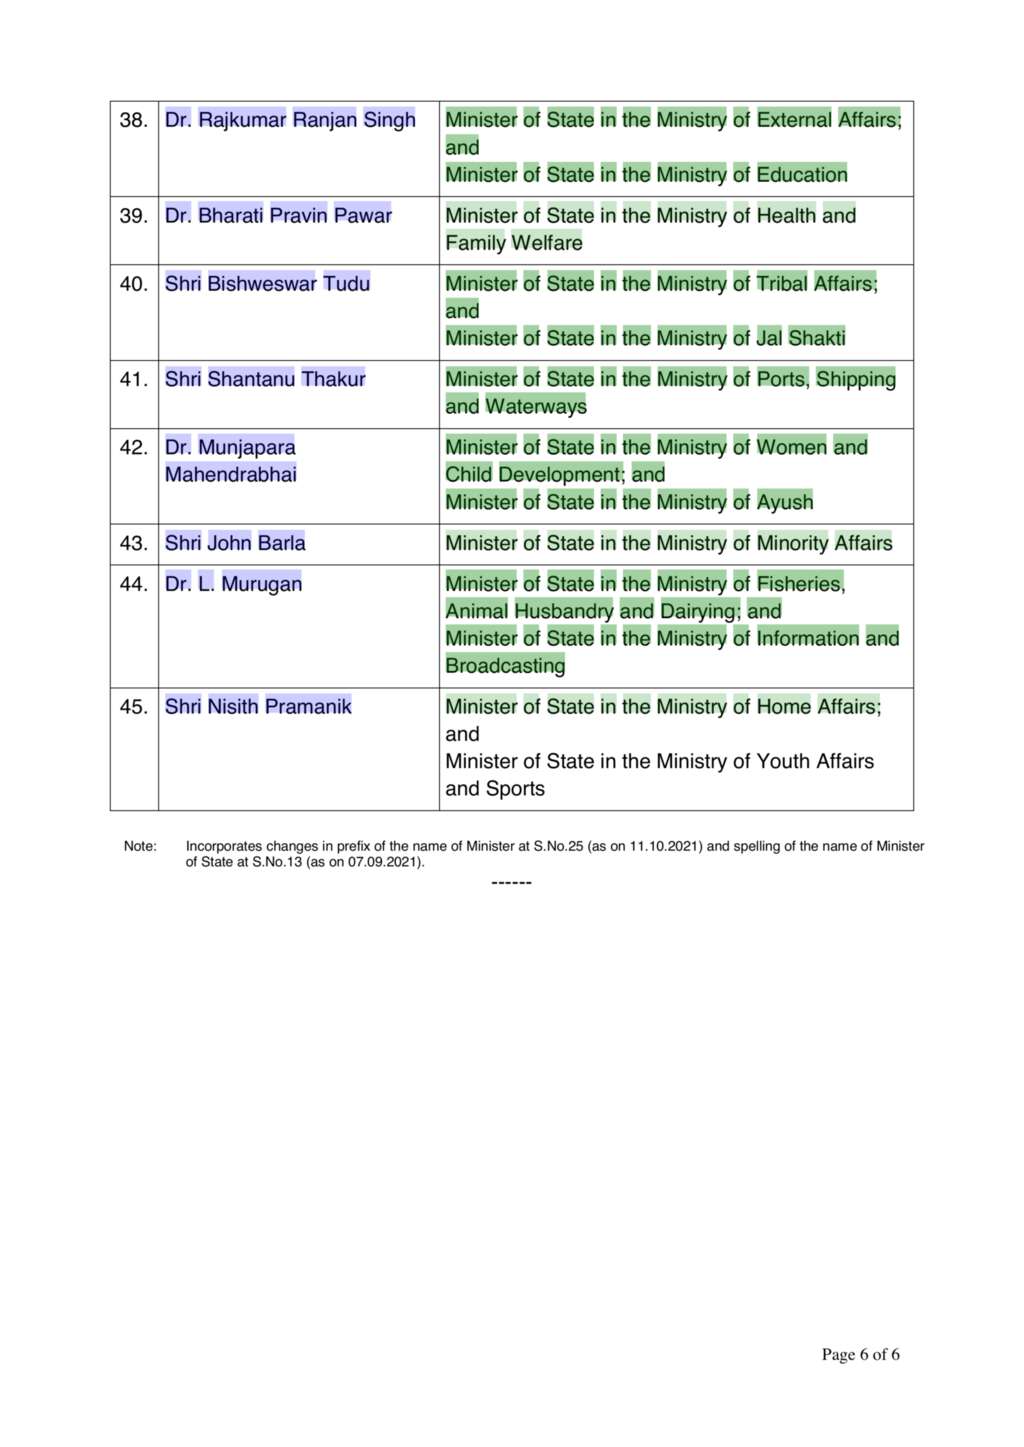 38. Dr. Rajkumar Ranjan Singh Minister of State in the Ministry of External Affairs;
and
Minister of State in the Ministry of Education
39. Dr. Bharati Pravin Pawar Minister of State in the Ministry of Health and
Family Welfare
40. Shri Bishweswar Tudu Minister of State in the Ministry of Tribal Affairs;
and
Minister of State in the Ministry of Jal Shakti
41. Shri Shantanu Thakur Minister of State in the Ministry of Ports, Shipping
and Waterways
42. Dr. Munjapara Minister of State in the Ministry of Women and
Mahendrabhai Child Development; and
Minister of State in the Ministry of Ayush
43. Shri John Barla Minister of State in the Ministry of Minority Affairs
44. Dr. L. Murugan Minister of State in the Ministry of Fisheries,
Animal Husbandry and Dairying; and
Minister of State in the Ministry of Information and
Broadcasting
45. Shri Nisith Pramanik Minister of State in the Ministry of Home Affairs;
and
Minister of State in the Ministry of Youth Affairs
and Sports
Note: Incorporates changes in prefix of the name of Minister at S.No.25 (as on 11.10.2021) and spelling of the name of Minister
of State at S.No.13 (as on 07.09.2021).
------
Page 6 of 6